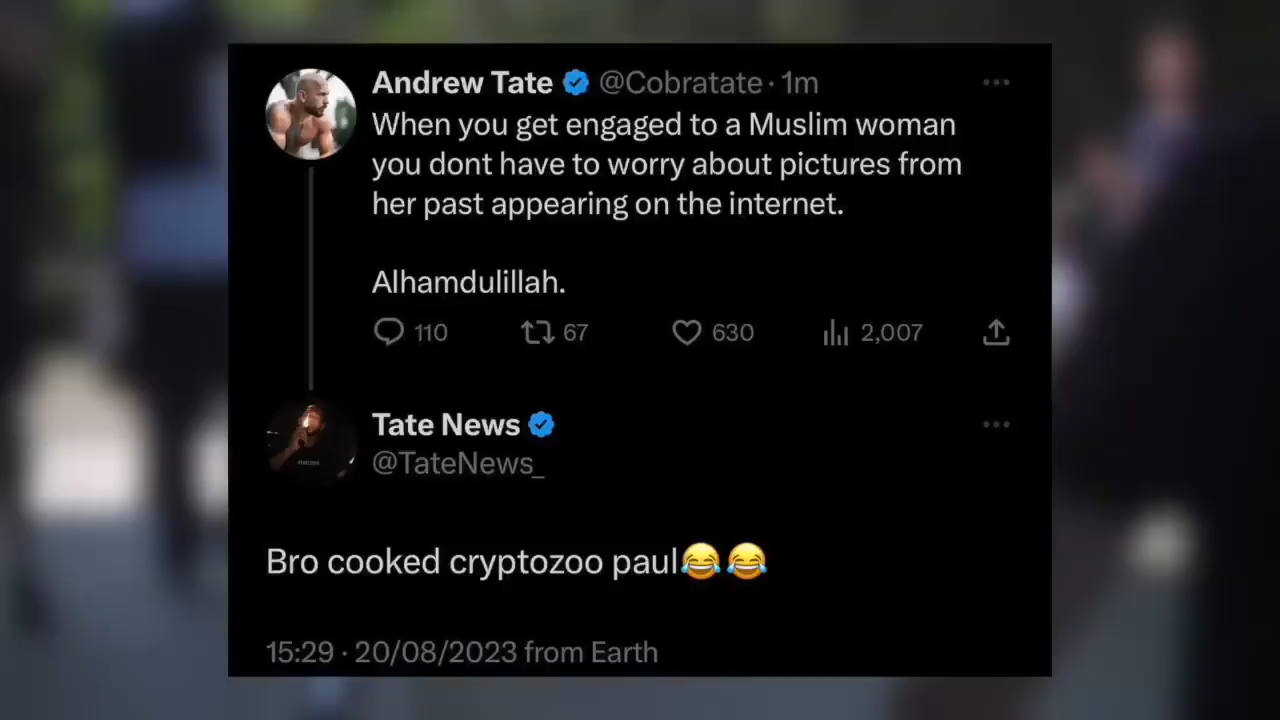 Andrew Tate @Cobratate · 1m
When you get engaged to a Muslim woman
you dont have to worry about pictures from
her past appearing on the internet.
Alhamdulillah.
110 67 630 2,007
Tate News
@TateNews_
Bro cooked cryptozoo paul😂😂
15:29 · 20/08/2023 from Earth